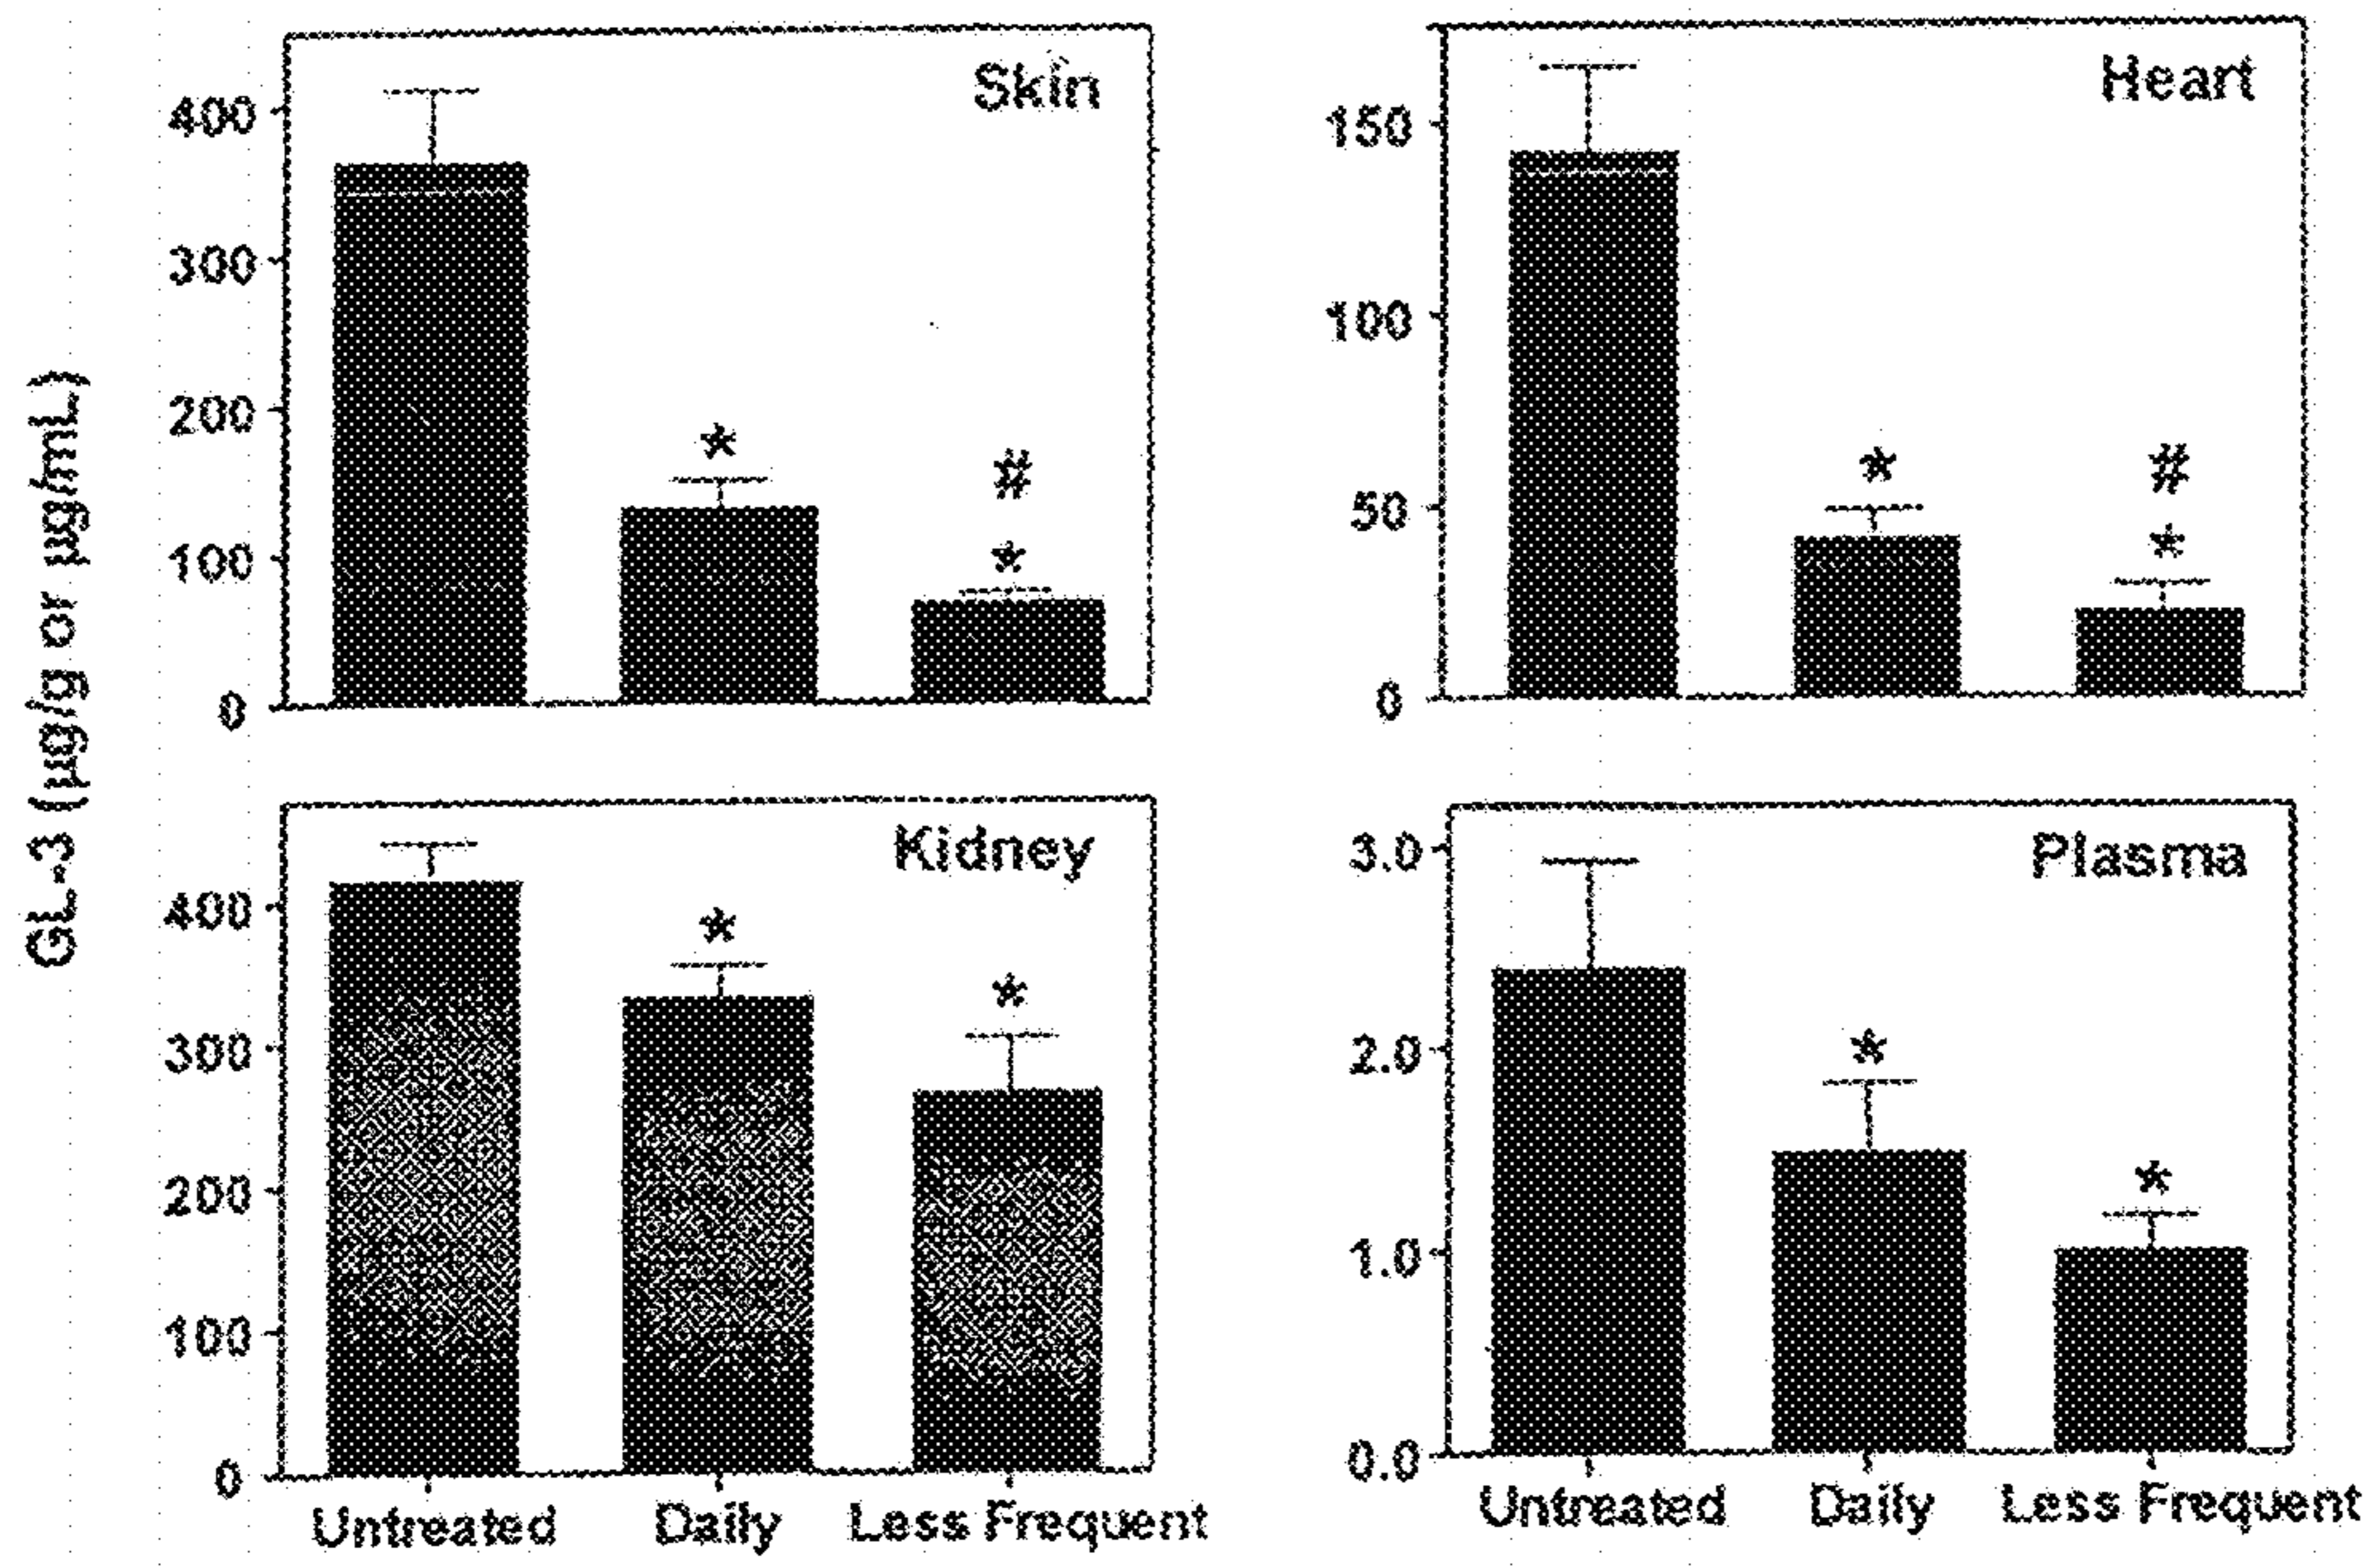 GL-3 (µg/g or µg/mL)
Skin
400
300
200
100
0
*
#
*
Heart
150
100
50
0
*
#
*
Kidney
400
300
200
100
0
*
*
Untreated
Daily
Less Frequent
Plasma
3.0
2.0
1.0
0.0
*
*
Untreated
Daily
Less Frequent